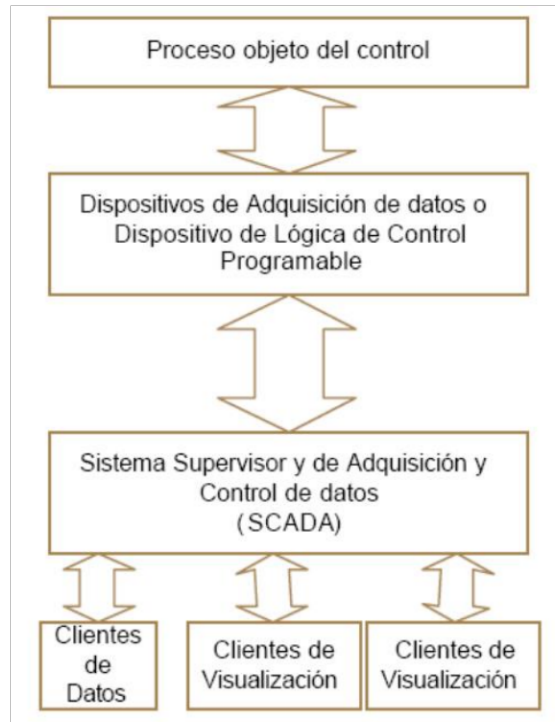 Proceso objeto del control
Dispositivos de Adquisición de datos o
Dispositivo de Lógica de Control
Programable
Sistema Supervisor y de Adquisición y
Control de datos
(SCADA)
Clientes
de
Datos
Clientes de
Visualización
Clientes de
Visualización